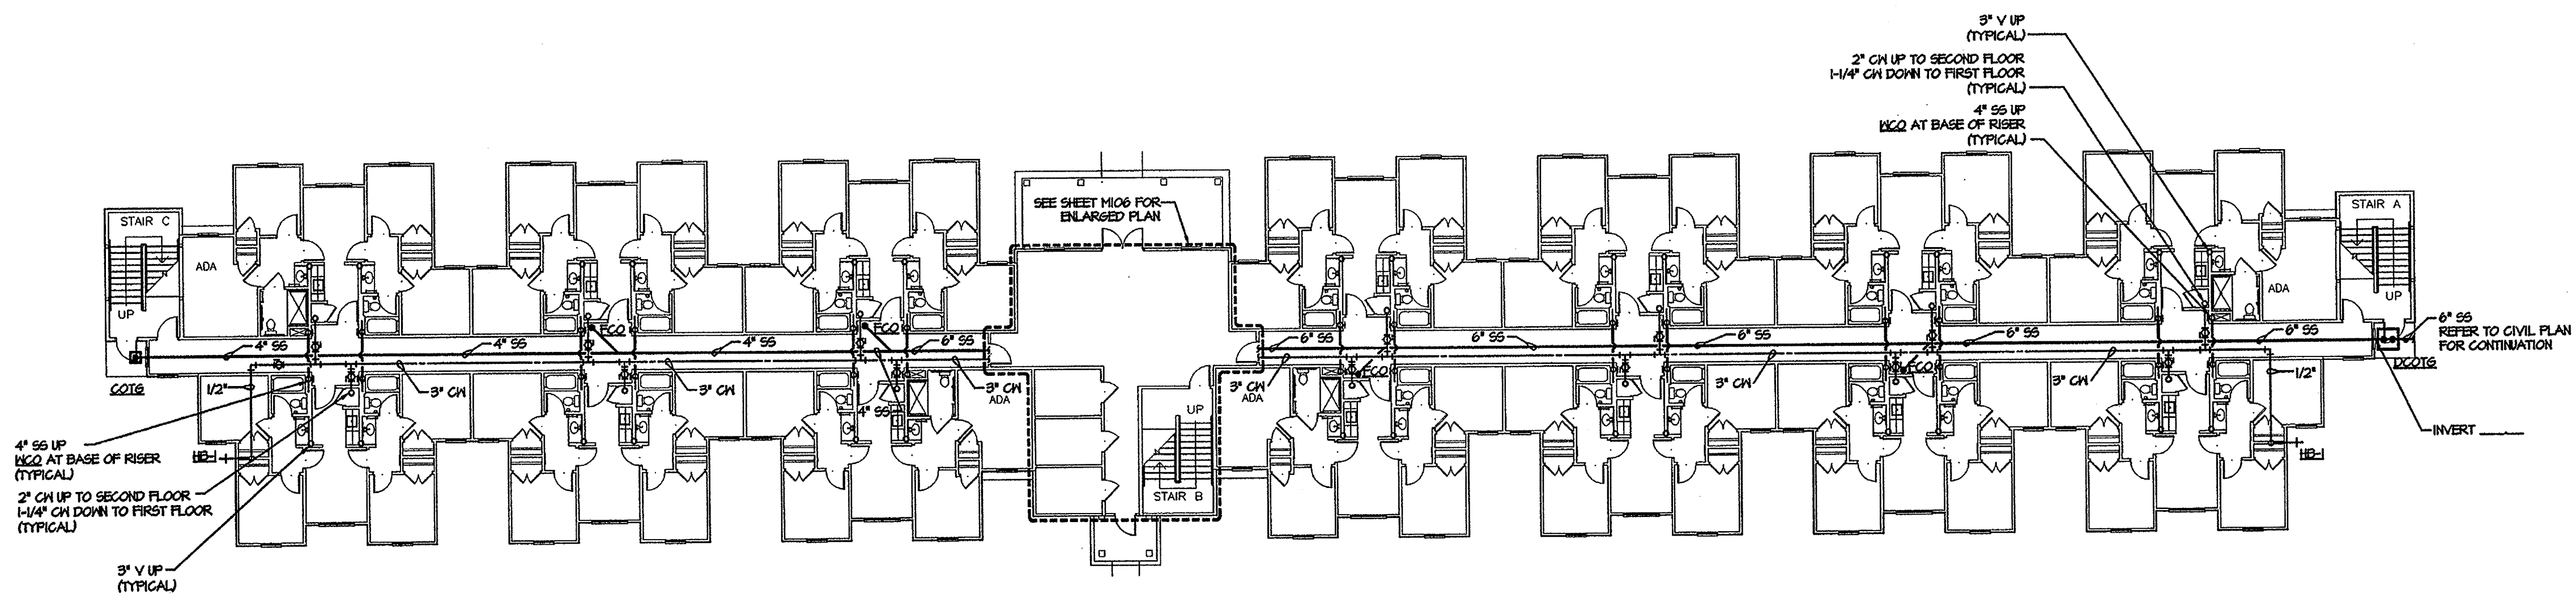 3" V UP
(TYPICAL)
2" CW UP TO SECOND FLOOR
1-1/4" CW DOWN TO FIRST FLOOR
(TYPICAL)
4" SS UP
WCO AT BASE OF RISER
(TYPICAL)
SEE SHEET M106 FOR
ENLARGED PLAN
STAIR C
UP
ADA
STAIR A
UP
ADA
FCO
FCO
4" SS
4" SS
4" SS
6" SS
6" SS
6" SS
6" SS
6" SS
6" SS
6" SS
REFER TO CIVIL PLAN
FOR CONTINUATION
COTG
DCOTG
1/2"
3" CW
3" CW
3" CW
ADA
4" SS
3" CW
ADA
FCO
3" CW
FCO
3" CW
1/2"
UP
STAIR B
INVERT
HB-1
HB-1
4" SS UP
WCO AT BASE OF RISER
(TYPICAL)
2" CW UP TO SECOND FLOOR
1-1/4" CW DOWN TO FIRST FLOOR
(TYPICAL)
3" V UP
(TYPICAL)